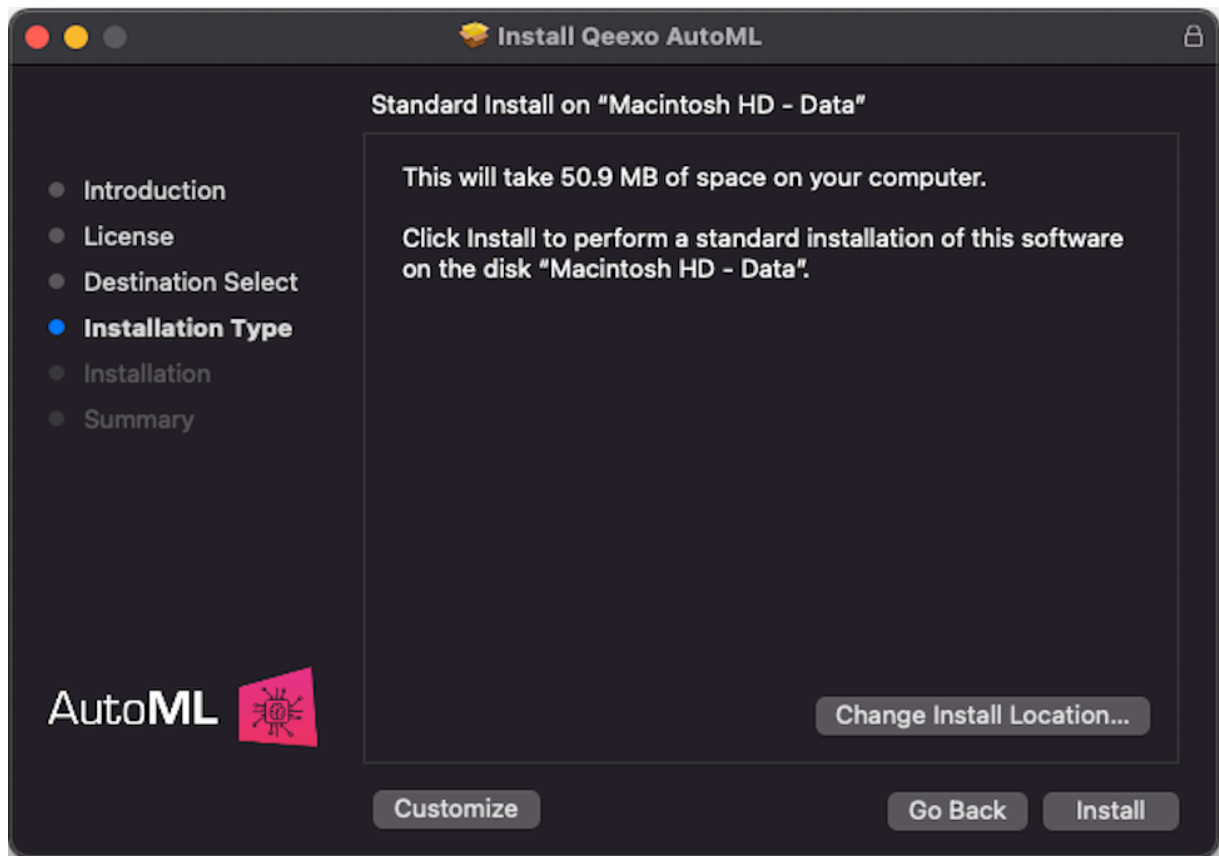 Install Qeexo AutoML
Standard Install on “Macintosh HD - Data”
Introduction
License
Destination Select
Installation Type
Installation
Summary
This will take 50.9 MB of space on your computer.
Click Install to perform a standard installation of this software
on the disk “Macintosh HD - Data”.
AutoML
Change Install Location...
Customize
Go Back
Install